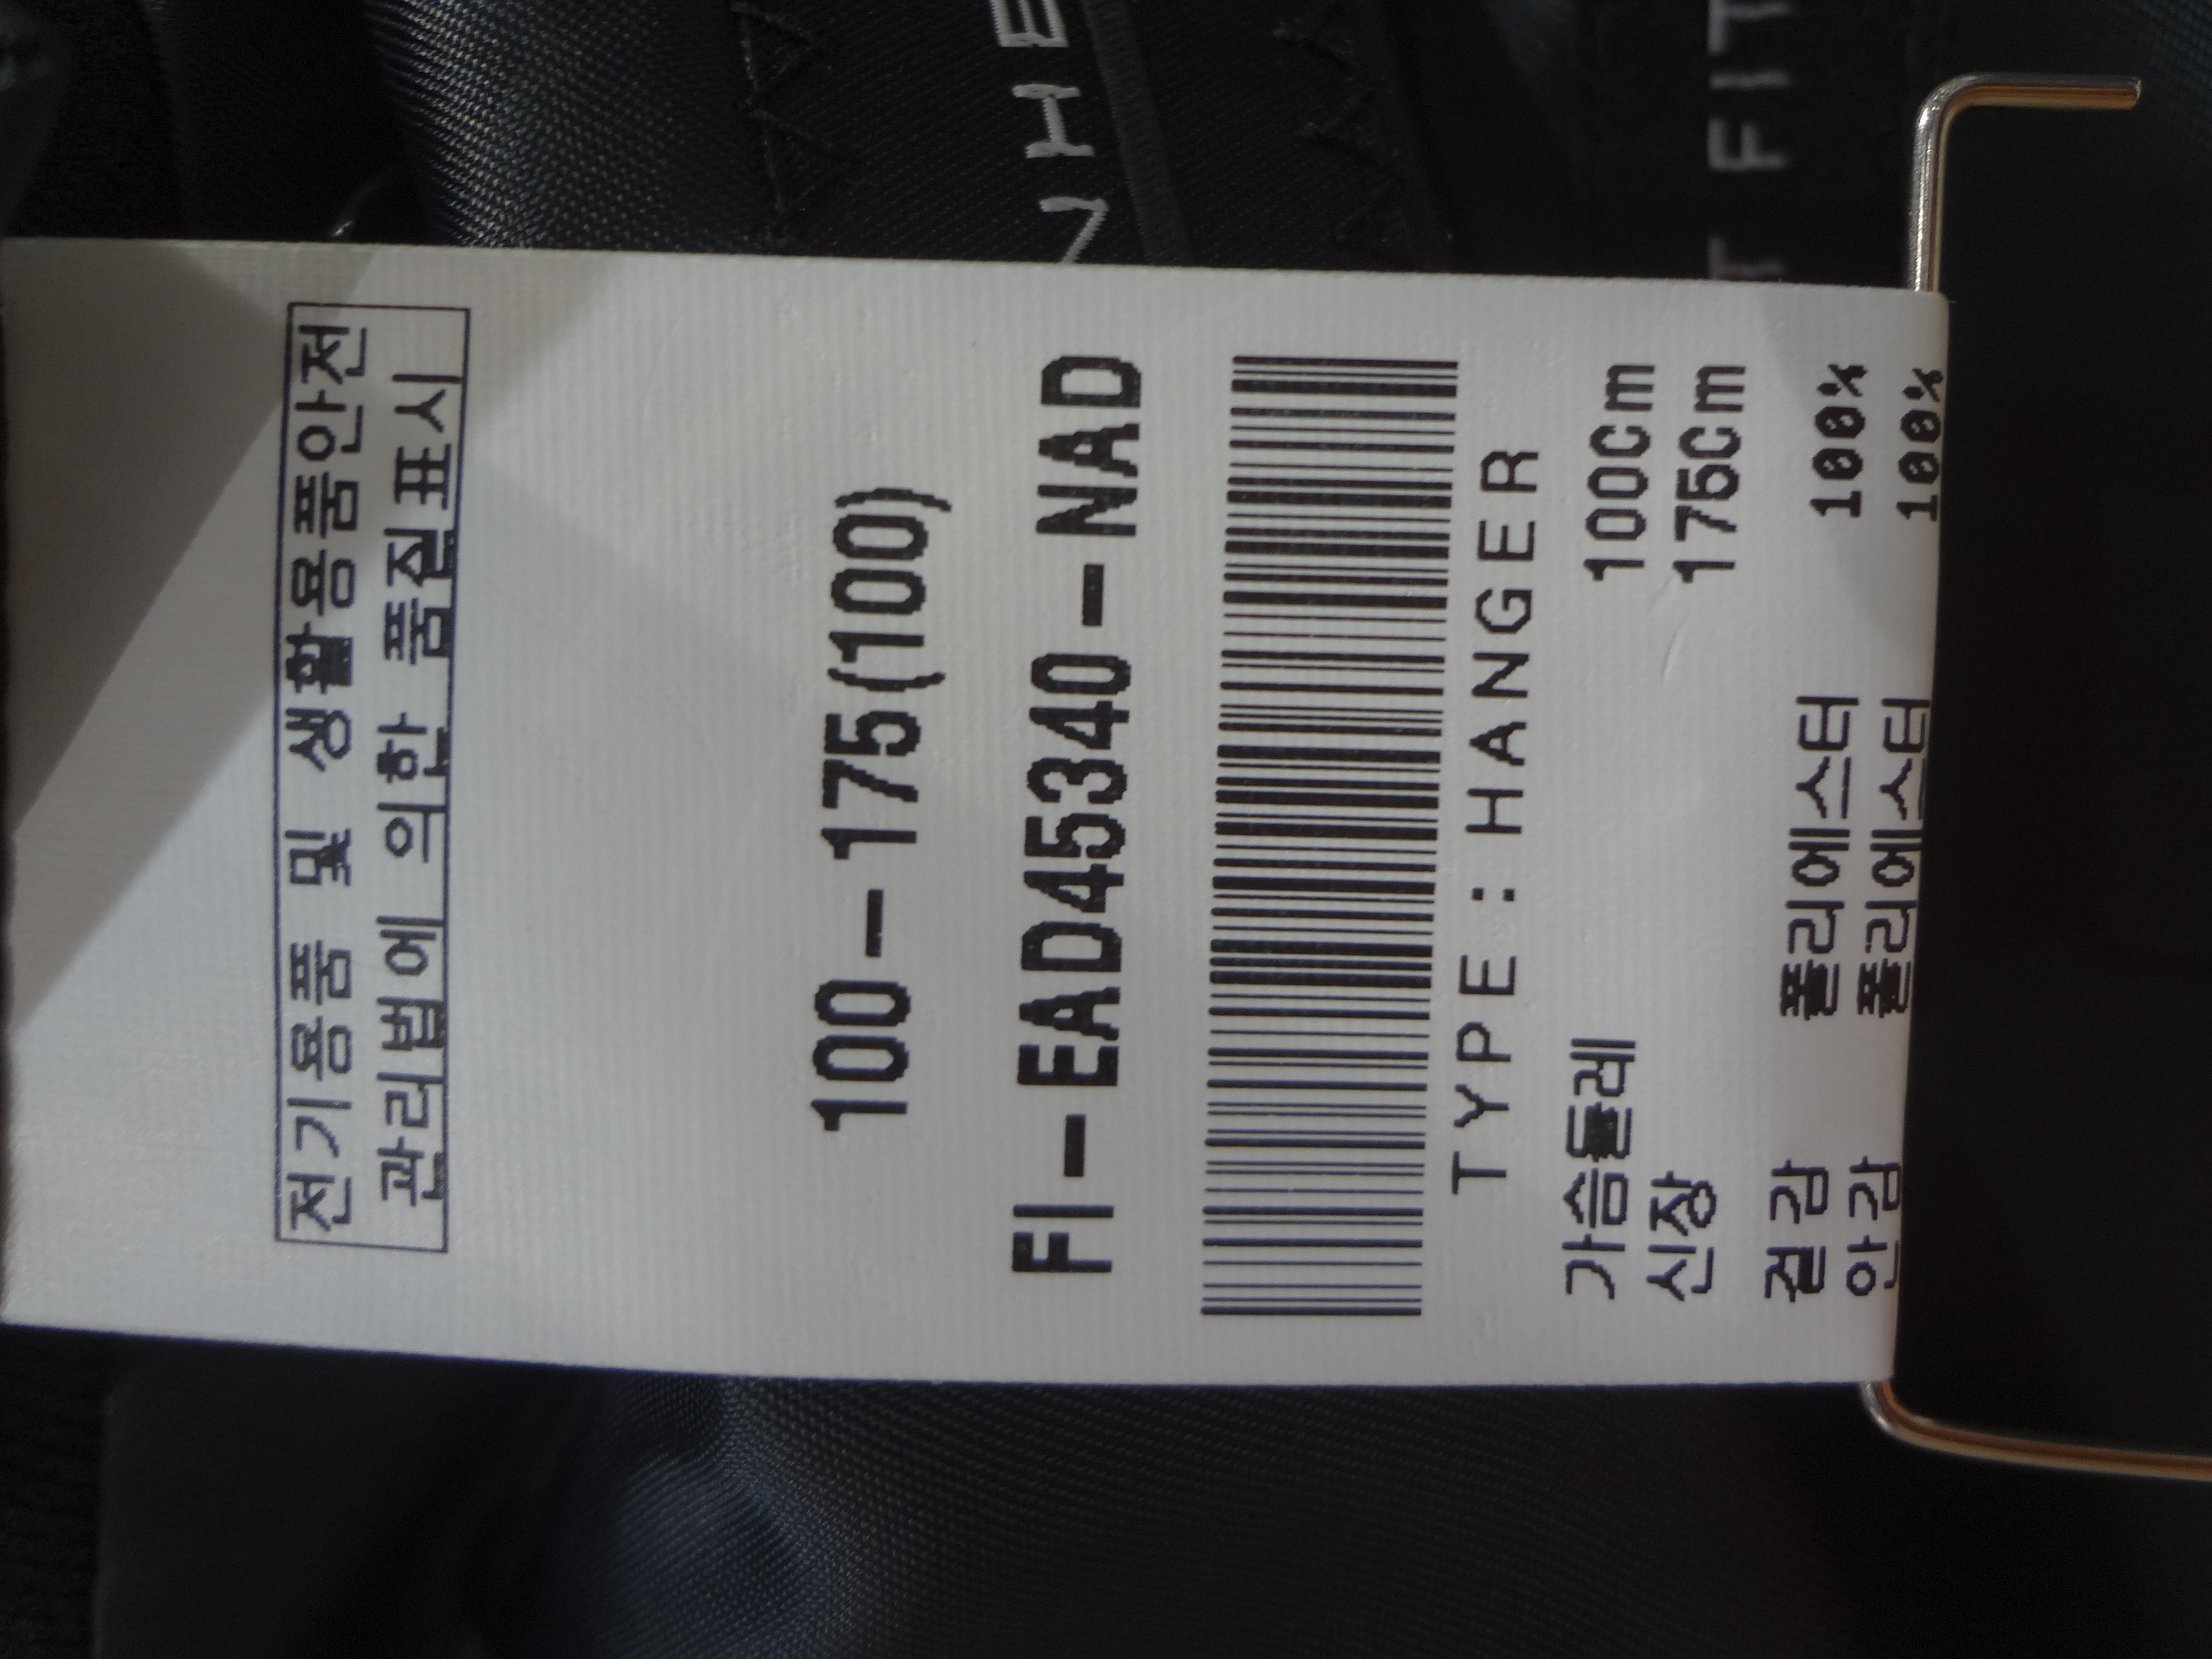 전기용품 및 생활용품안전
관리법에 의한 품질표시
100-175(100)
FI-EAD45340-NAD
TYPE : HANGER
가슴둘레 100Cm
신장 175Cm
겉감 폴리에스터 100%
안감 폴리에스터 100%
FIT